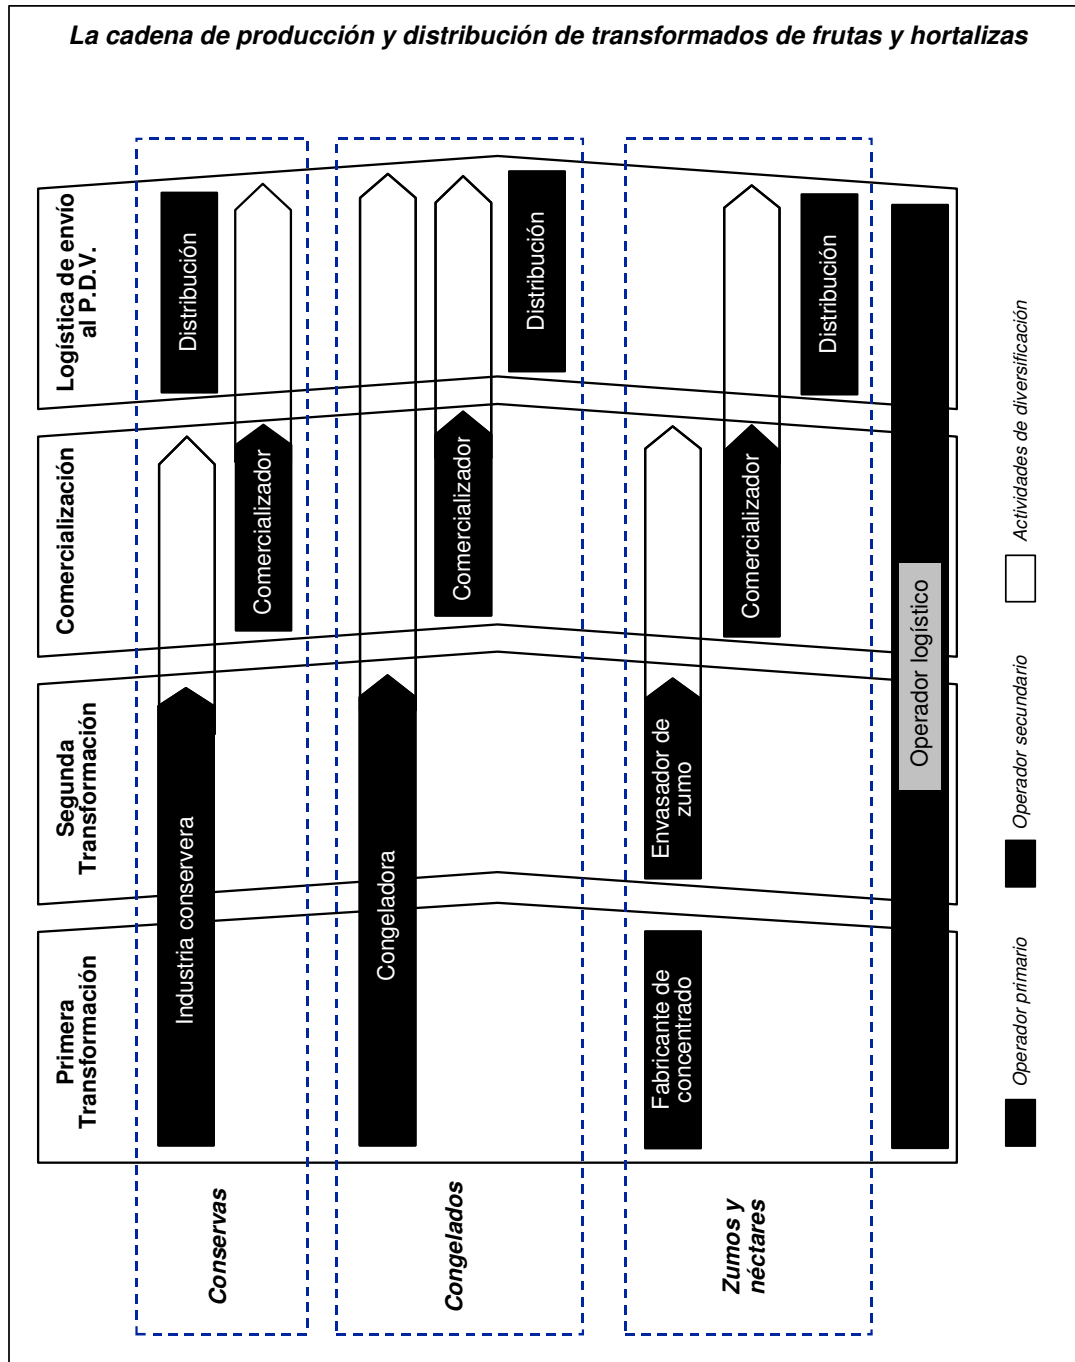 La cadena de producción y distribución de transformados de frutas y hortalizas
Primera
Transformación
Segunda
Transformación
Comercialización
Logística de envío
al P.D.V.
Conservas
Industria conservera
Comercializador
Distribución
Congelados
Congeladora
Comercializador
Distribución
Zumos y
néctares
Fabricante de
concentrado
Envasador de
zumo
Comercializador
Distribución
Operador logístico
Operador primario
Operador secundario
Actividades de diversificación